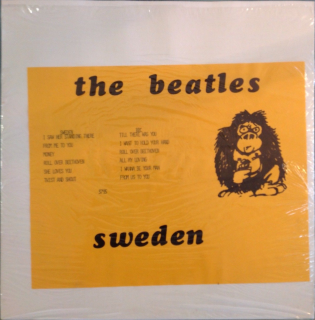 the beatles
SWEDEN
I SAW HER STANDING THERE
FROM ME TO YOU
MONEY
ROLL OVER BEETHOVEN
SHE LOVES YOU
TWIST AND SHOUT
TILL THERE WAS YOU
I WANT TO HOLD YOUR HAND
ROLL OVER BEETHOVEN
ALL MY LOVING
I WANNA BE YOUR MAN
FROM ME TO YOU
sweden